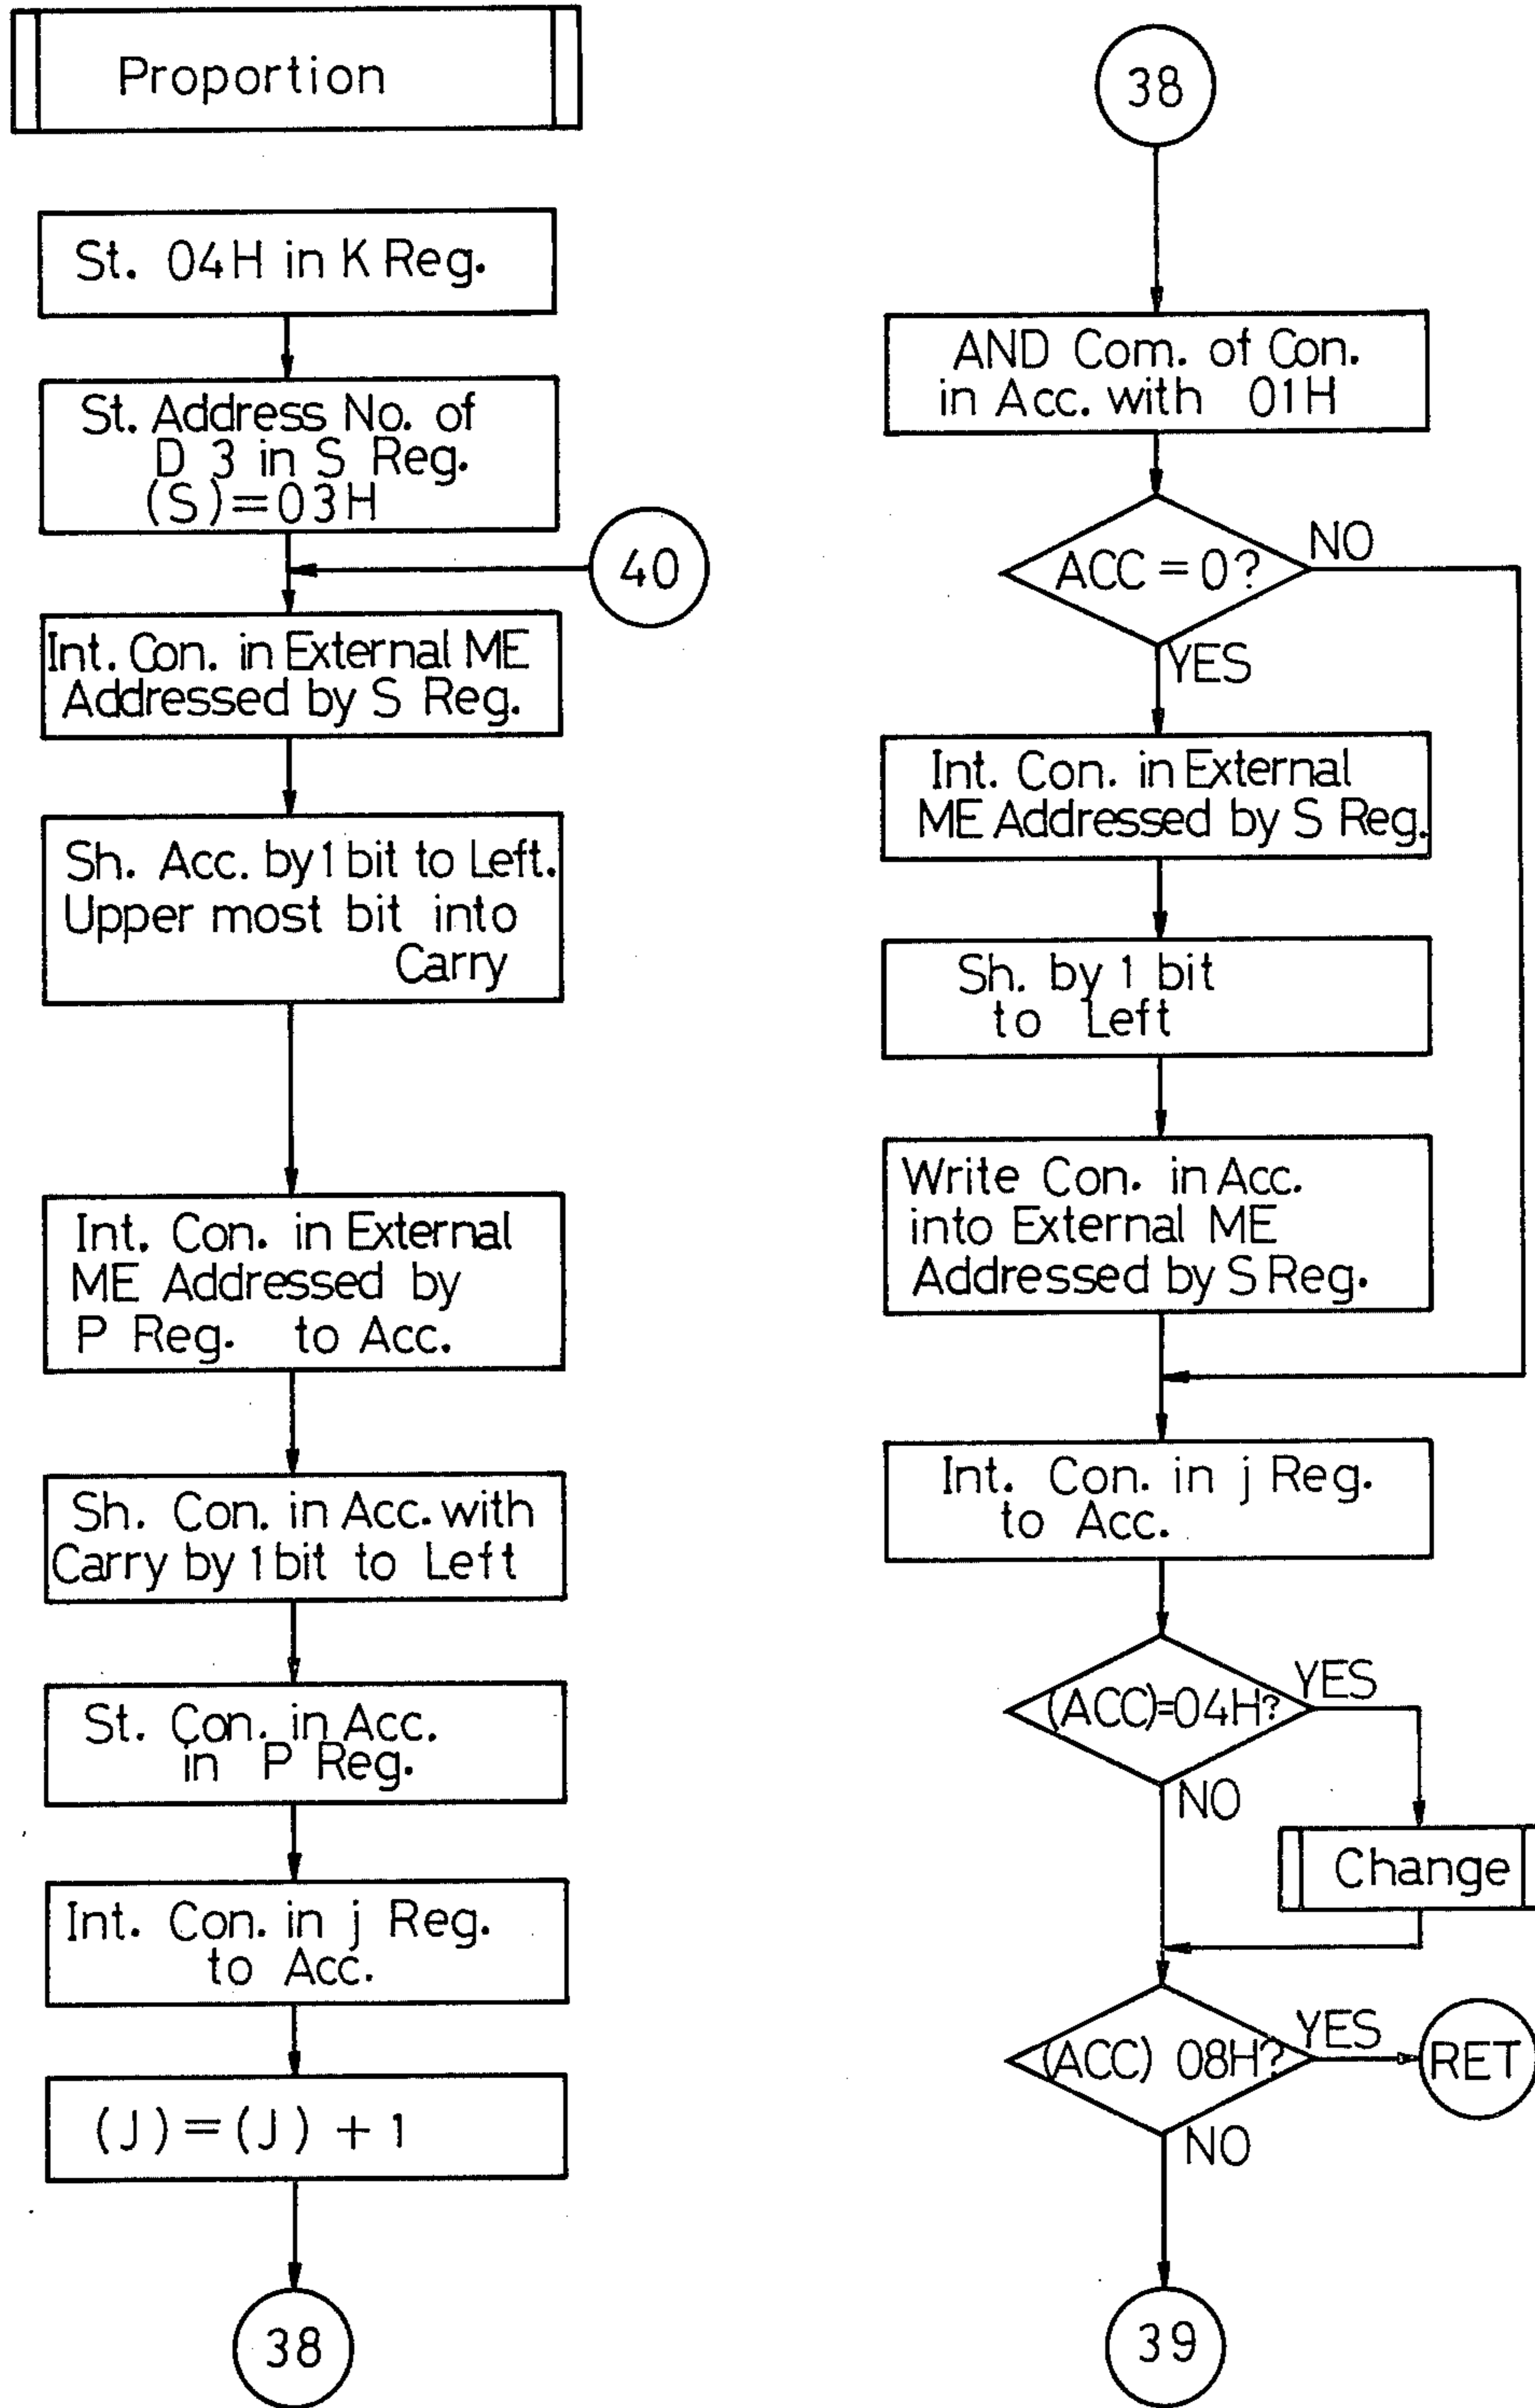 Proportion
St. 04H in K Reg.
St. Address No. of
D 3 in S Reg.
(S)=03H
40
Int. Con. in External ME
Addressed by S Reg.
Sh. Acc. by 1 bit to Left.
Upper most bit into
Carry
Int. Con. in External
ME Addressed by
P Reg. to Acc.
Sh. Con. in Acc. with
Carry by 1 bit to Left
St. Con. in Acc.
in P Reg.
Int. Con. in j Reg.
to Acc.
(J)=(J)+1
38
38
AND Com. of Con.
in Acc. with 01H
ACC=0?
NO
YES
Int. Con. in External
ME Addressed by S Reg.
Sh. by 1 bit
to Left
Write Con. in Acc.
into External ME
Addressed by S Reg.
Int. Con. in j Reg.
to Acc.
(ACC)=04H?
YES
NO
Change
(ACC) 08H?
YES
RET
NO
39